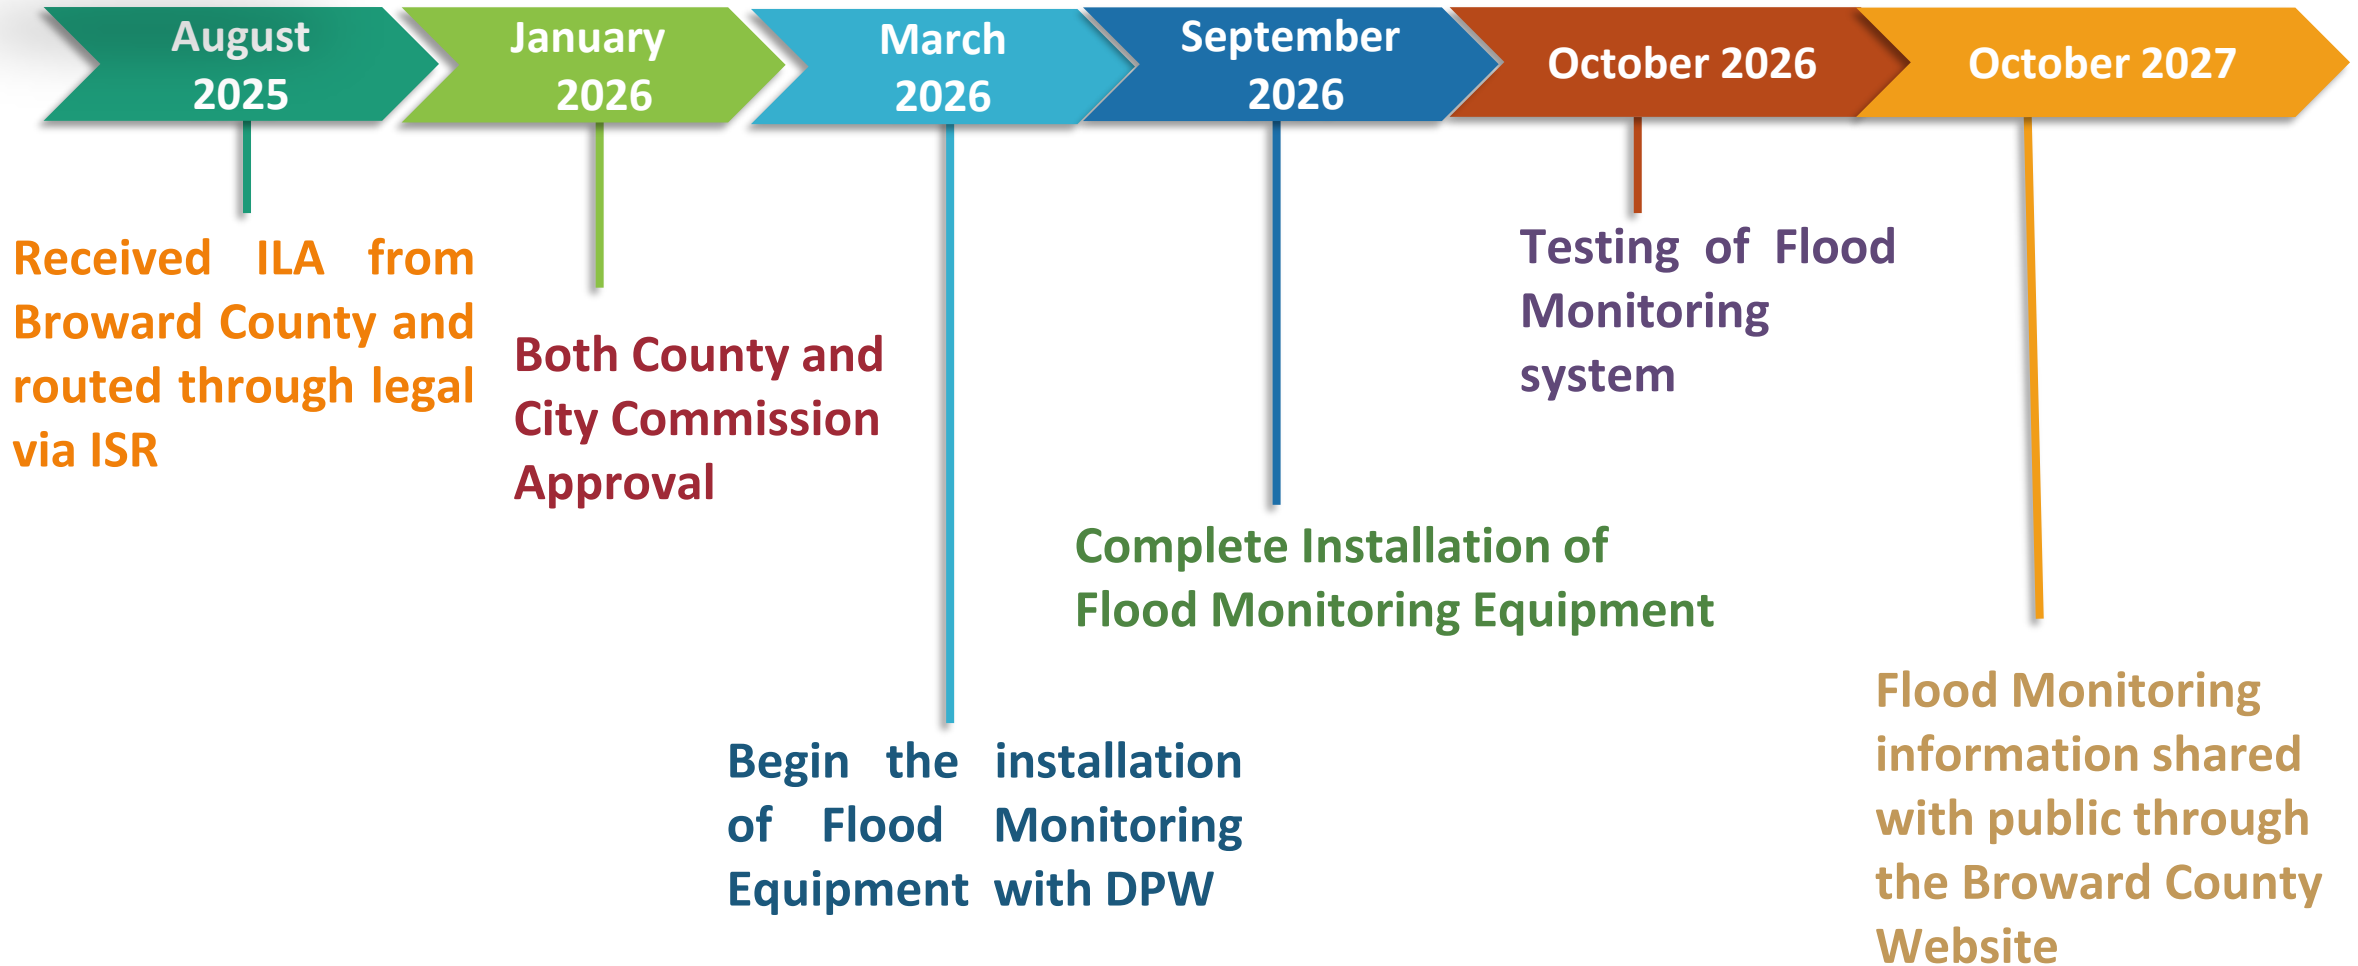 August
2025
January
2026
March
2026
September
2026
October 2026
October 2027
Received ILA from
Broward County and
routed through legal
via ISR
Both County and
City Commission
Approval
Begin the installation
of Flood Monitoring
Equipment with DPW
Complete Installation of
Flood Monitoring Equipment
Testing of Flood
Monitoring
system
Flood Monitoring
information shared
with public through
the Broward County
Website